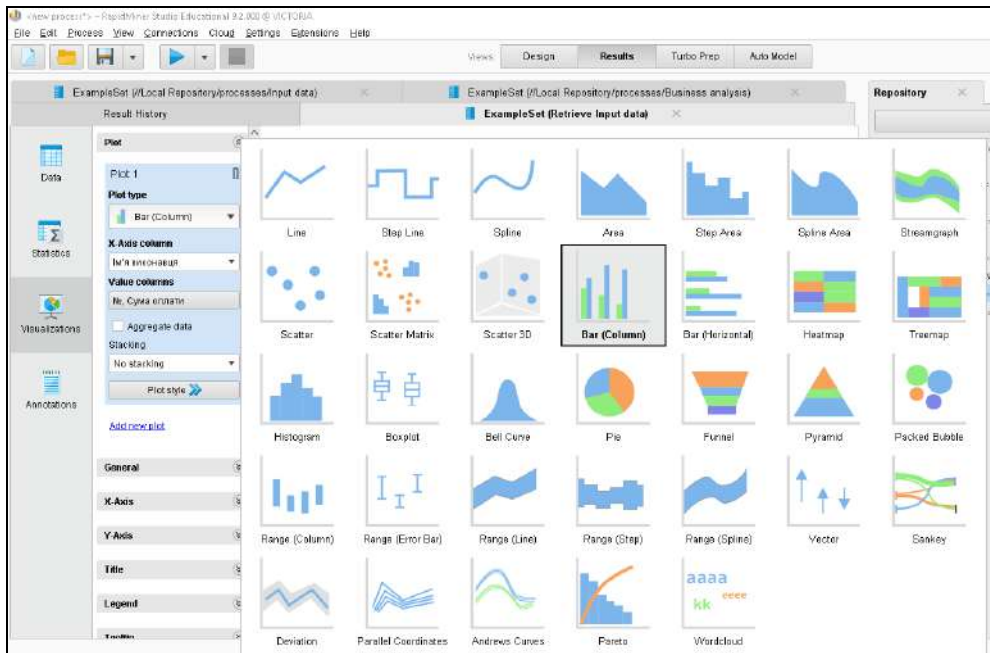 <new process*> – RapidMiner Studio Educational 9.2.000 @ VICTORIA
File Edit Process View Connections Cloud Settings Extensions Help
Views: Design Results Turbo Prep Auto Model
ExampleSet (//Local Repository/processes/Input data)
ExampleSet (//Local Repository/processes/Business analysis)
Repository
Result History
ExampleSet (Retrieve Input data)
Data
Statistics
Visualizations
Annotations
Plot
Plot 1
Plot type
Bar (Column)
X-Axis column
Ім'я виконавця
Value columns
№, Сума оплати
Aggregate data
Stacking
No stacking
Plot style
Add new plot
General
X-Axis
Y-Axis
Title
Legend
Tooltip
Line Step Line Spline Area Step Area Spline Area Streamgraph
Scatter Scatter Matrix Scatter 3D Bar (Column) Bar (Horizontal) Heatmap Treemap
Histogram Boxplot Bell Curve Pie Funnel Pyramid Packed Bubble
Range (Column) Range (Error Bar) Range (Line) Range (Step) Range (Spline) Vector Sankey
aaaa
kk eeee
Deviation Parallel Coordinates Andrews Curves Pareto Wordcloud